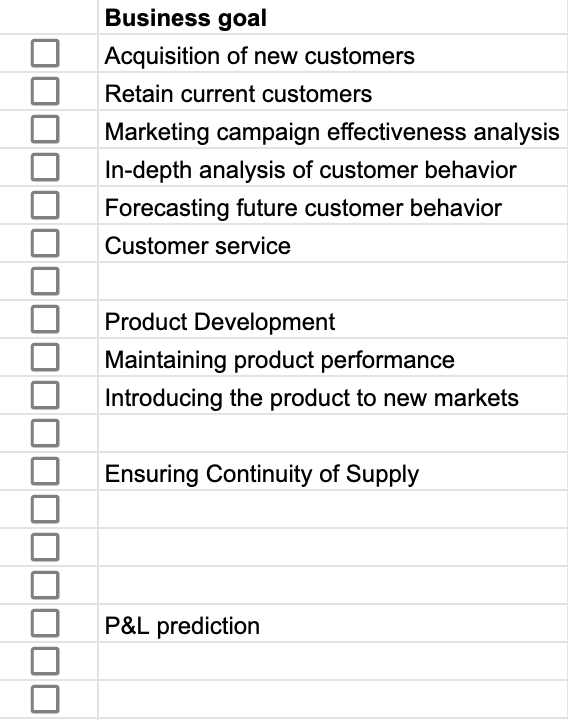 Business goal
Acquisition of new customers
Retain current customers
Marketing campaign effectiveness analysis
In-depth analysis of customer behavior
Forecasting future customer behavior
Customer service
Product Development
Maintaining product performance
Introducing the product to new markets
Ensuring Continuity of Supply
P&L prediction